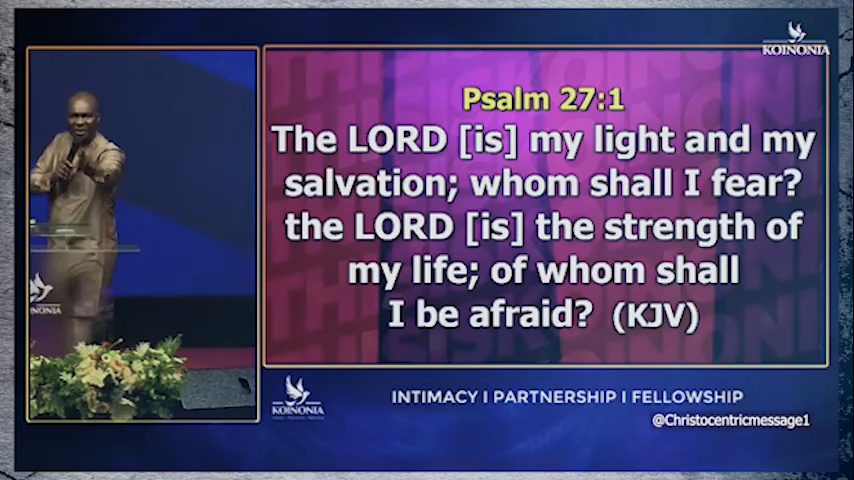 KOINONIA
Psalm 27:1
The LORD [is] my light and my
salvation; whom shall I fear?
the LORD [is] the strength of
my life; of whom shall
I be afraid? (KJV)
KOINONIA
INTIMACY I PARTNERSHIP I FELLOWSHIP
@Christocentricmessage1